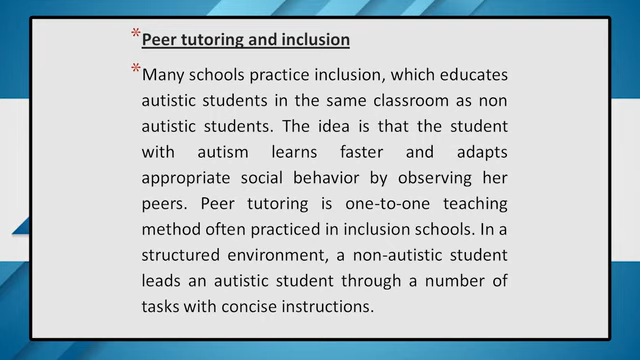 *Peer tutoring and inclusion
*Many schools practice inclusion, which educates
autistic students in the same classroom as non
autistic students. The idea is that the student
with autism learns faster and adapts
appropriate social behavior by observing her
peers. Peer tutoring is one-to-one teaching
method often practiced in inclusion schools. In a
structured environment, a non-autistic student
leads an autistic student through a number of
tasks with concise instructions.